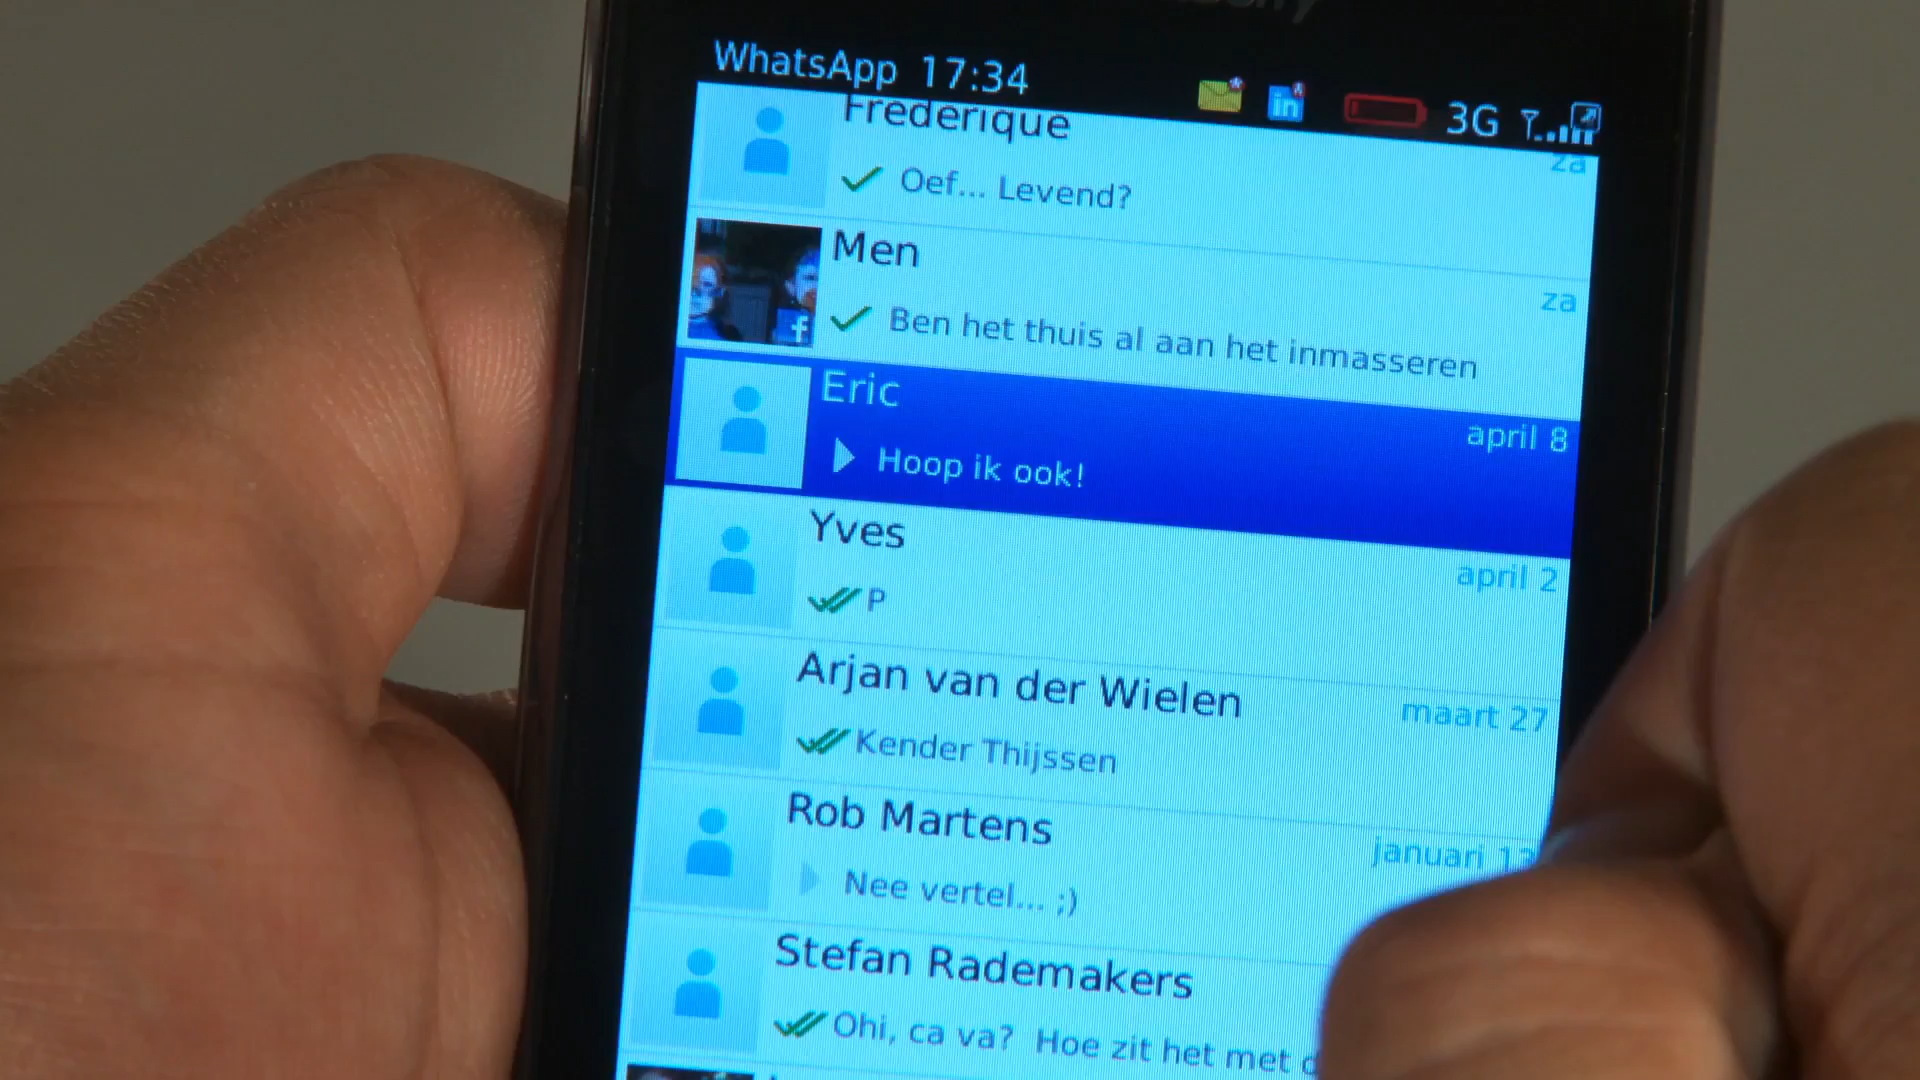 WhatsApp 17:34
3G
Frederique
za
Oef... Levend?
Men
za
Ben het thuis al aan het inmasseren
Eric
april 8
Hoop ik ook!
Yves
april 2
P
Arjan van der Wielen
maart 27
Kender Thijssen
Rob Martens
januari
Nee vertel... ;)
Stefan Rademakers
Ohi, ca va? Hoe zit het met